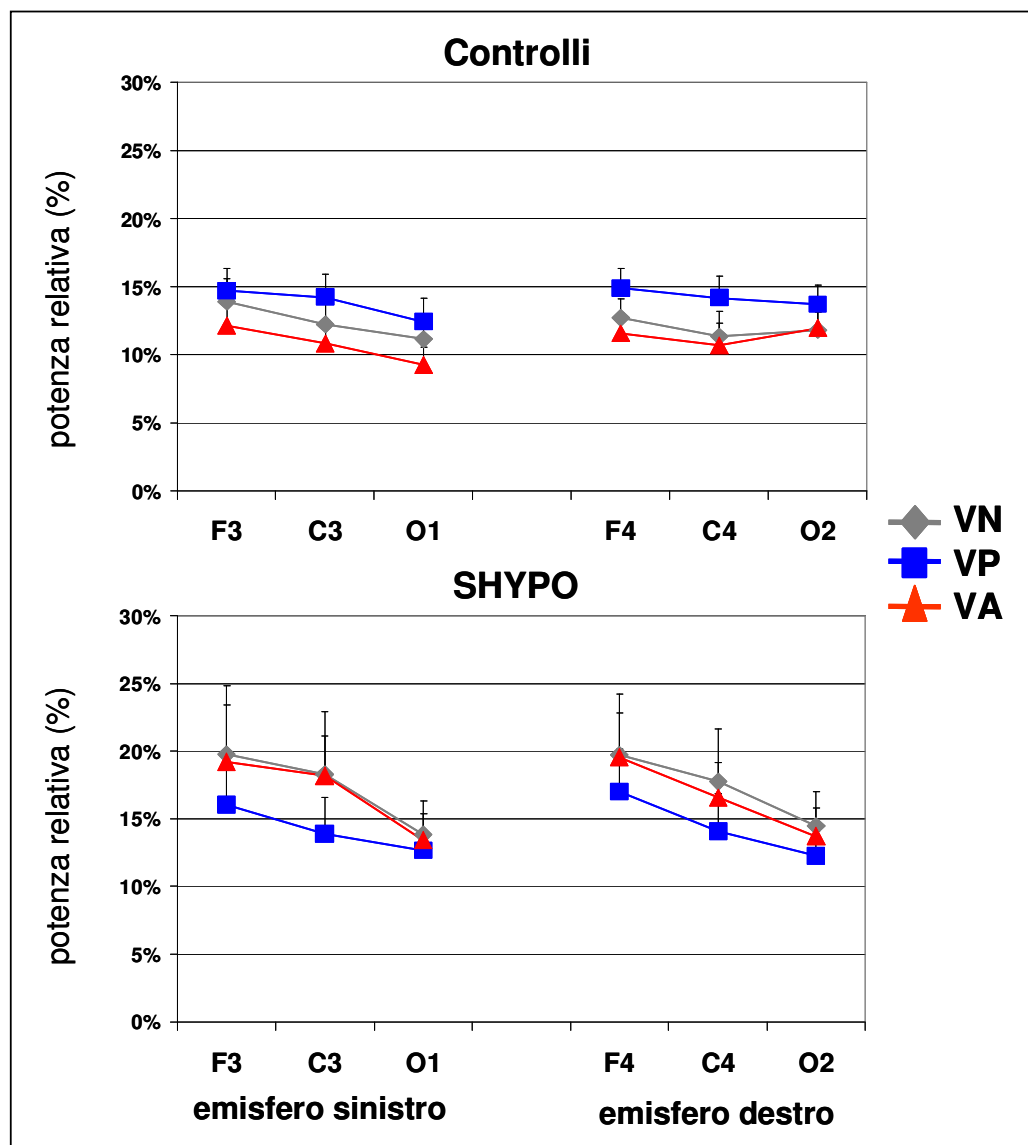 Controlli
potenza relativa (%)
30%
25%
20%
15%
10%
5%
0%
F3 C3 O1 F4 C4 O2
VN
VP
VA
SHYPO
potenza relativa (%)
30%
25%
20%
15%
10%
5%
0%
F3 C3 O1 F4 C4 O2
emisfero sinistro emisfero destro